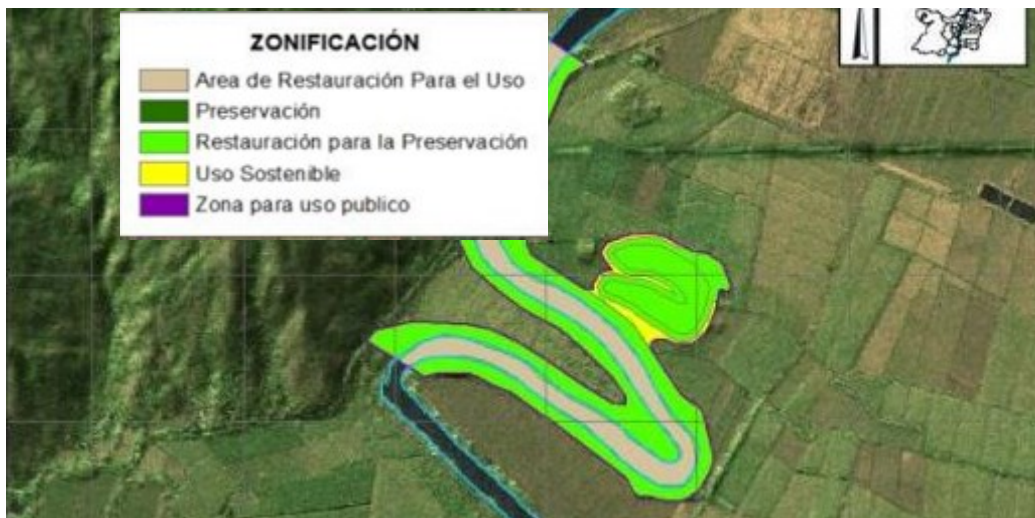 ZONIFICACIÓN
Area de Restauración Para el Uso
Preservación
Restauración para la Preservación
Uso Sostenible
Zona para uso publico